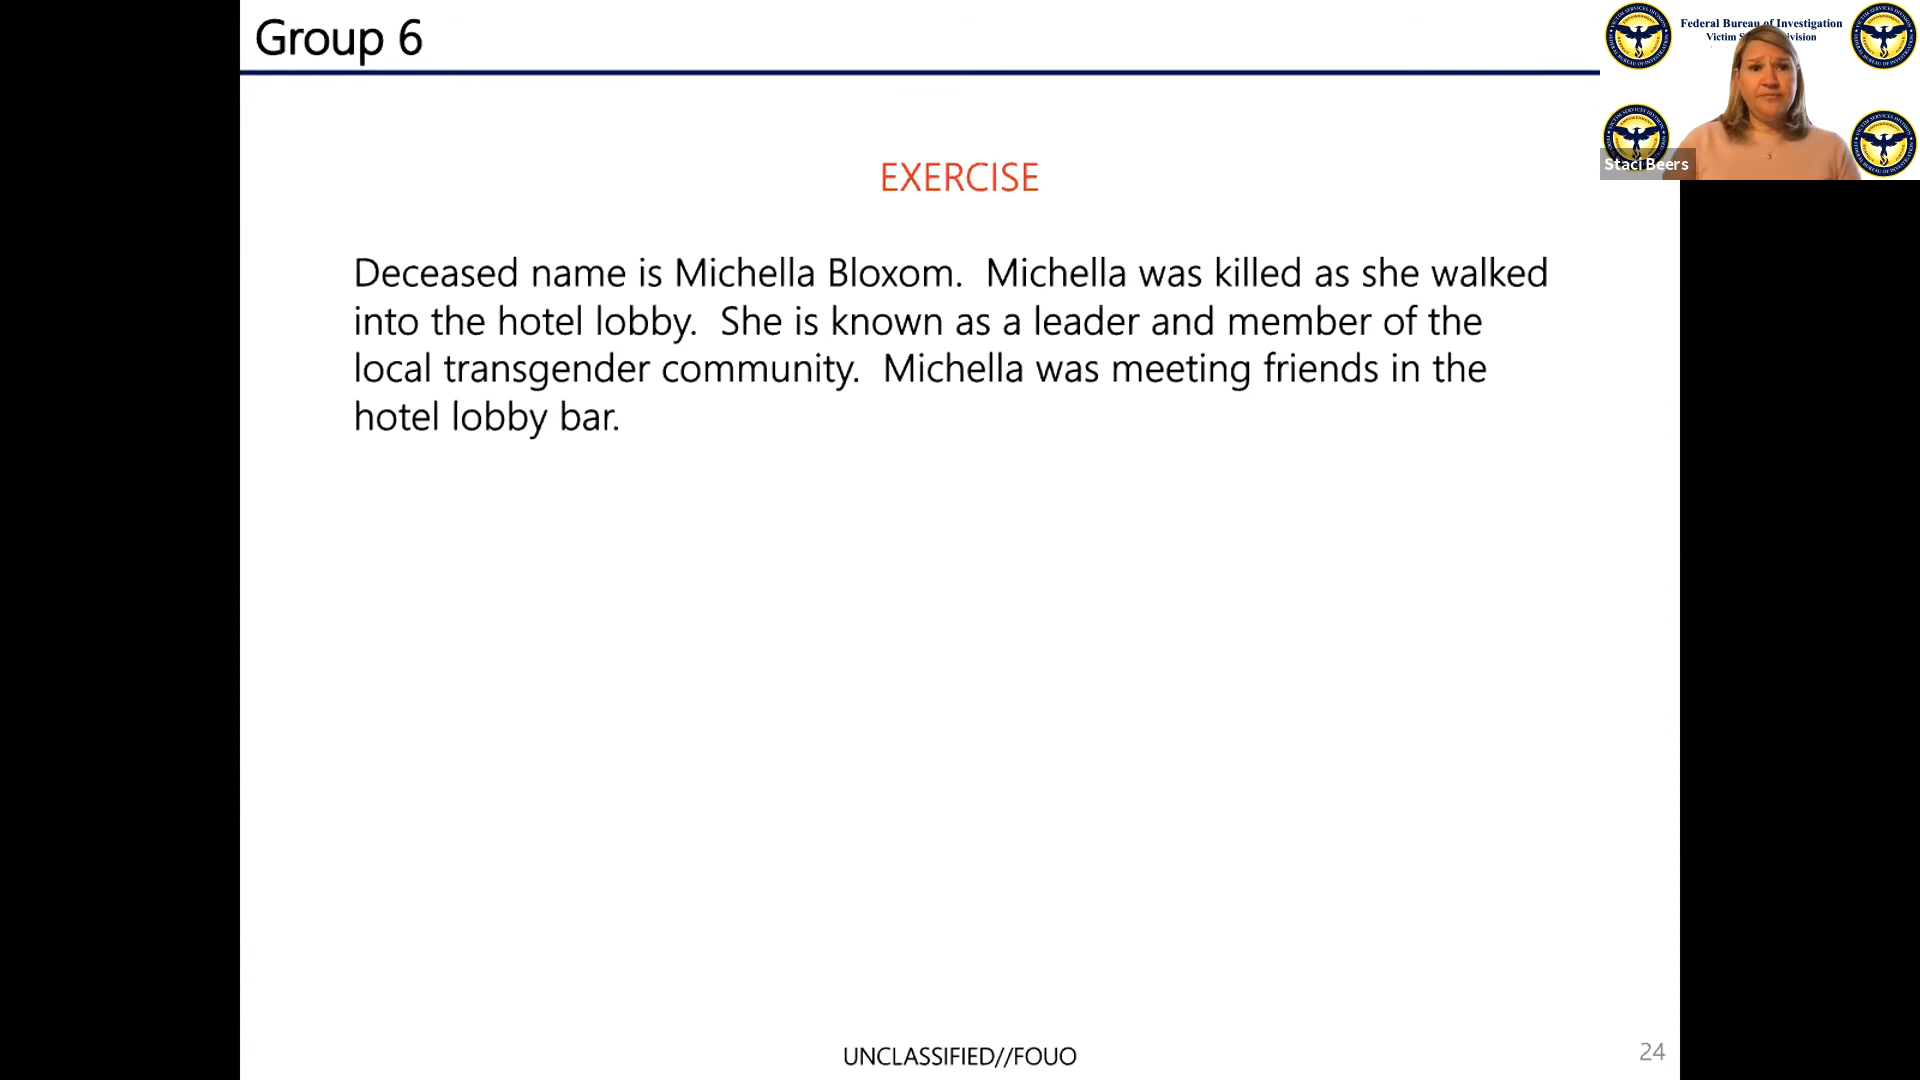 Group 6
Federal Bureau of Investigation
Victim
EXERCISE
Staci Beers
Deceased name is Michella Bloxom.  Michella was killed as she walked
into the hotel lobby.  She is known as a leader and member of the
local transgender community.  Michella was meeting friends in the
hotel lobby bar.
UNCLASSIFIED//FOUO
24